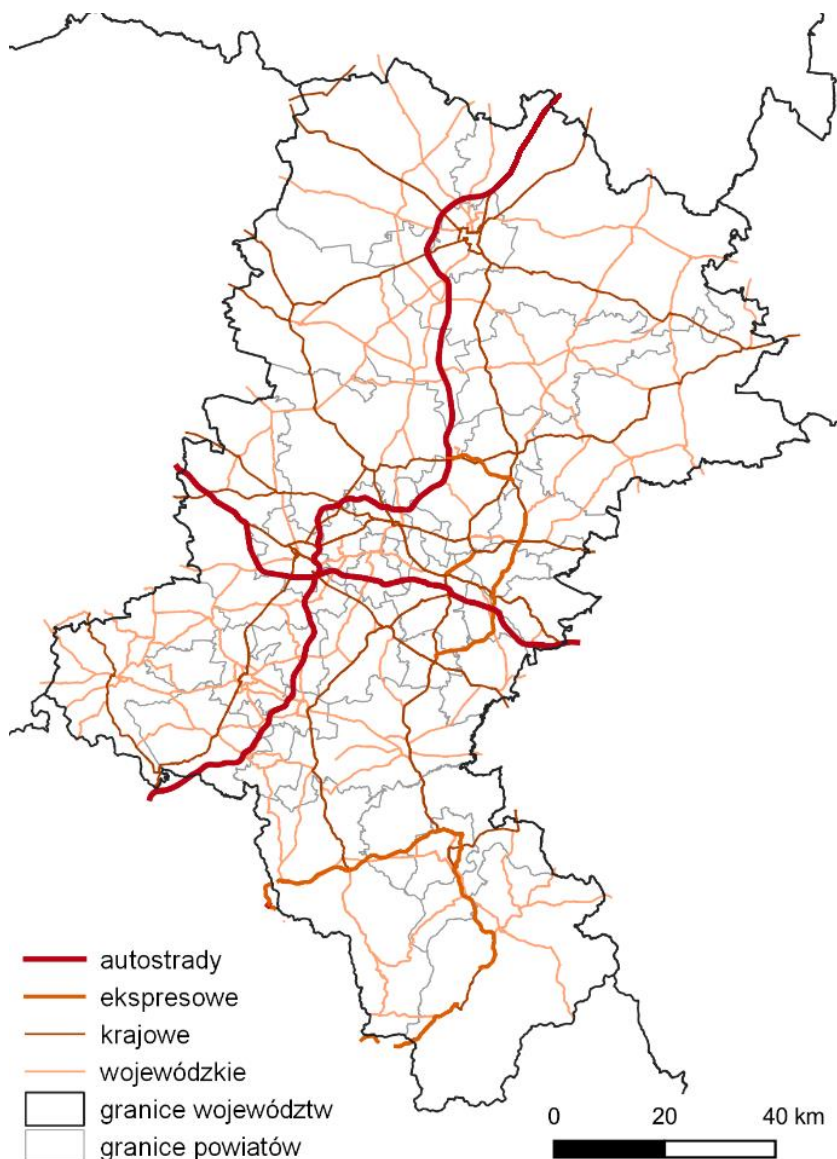 autostrady
ekspresowe
krajowe
wojewódzkie
granice województw
granice powiatów
0 20 40 km